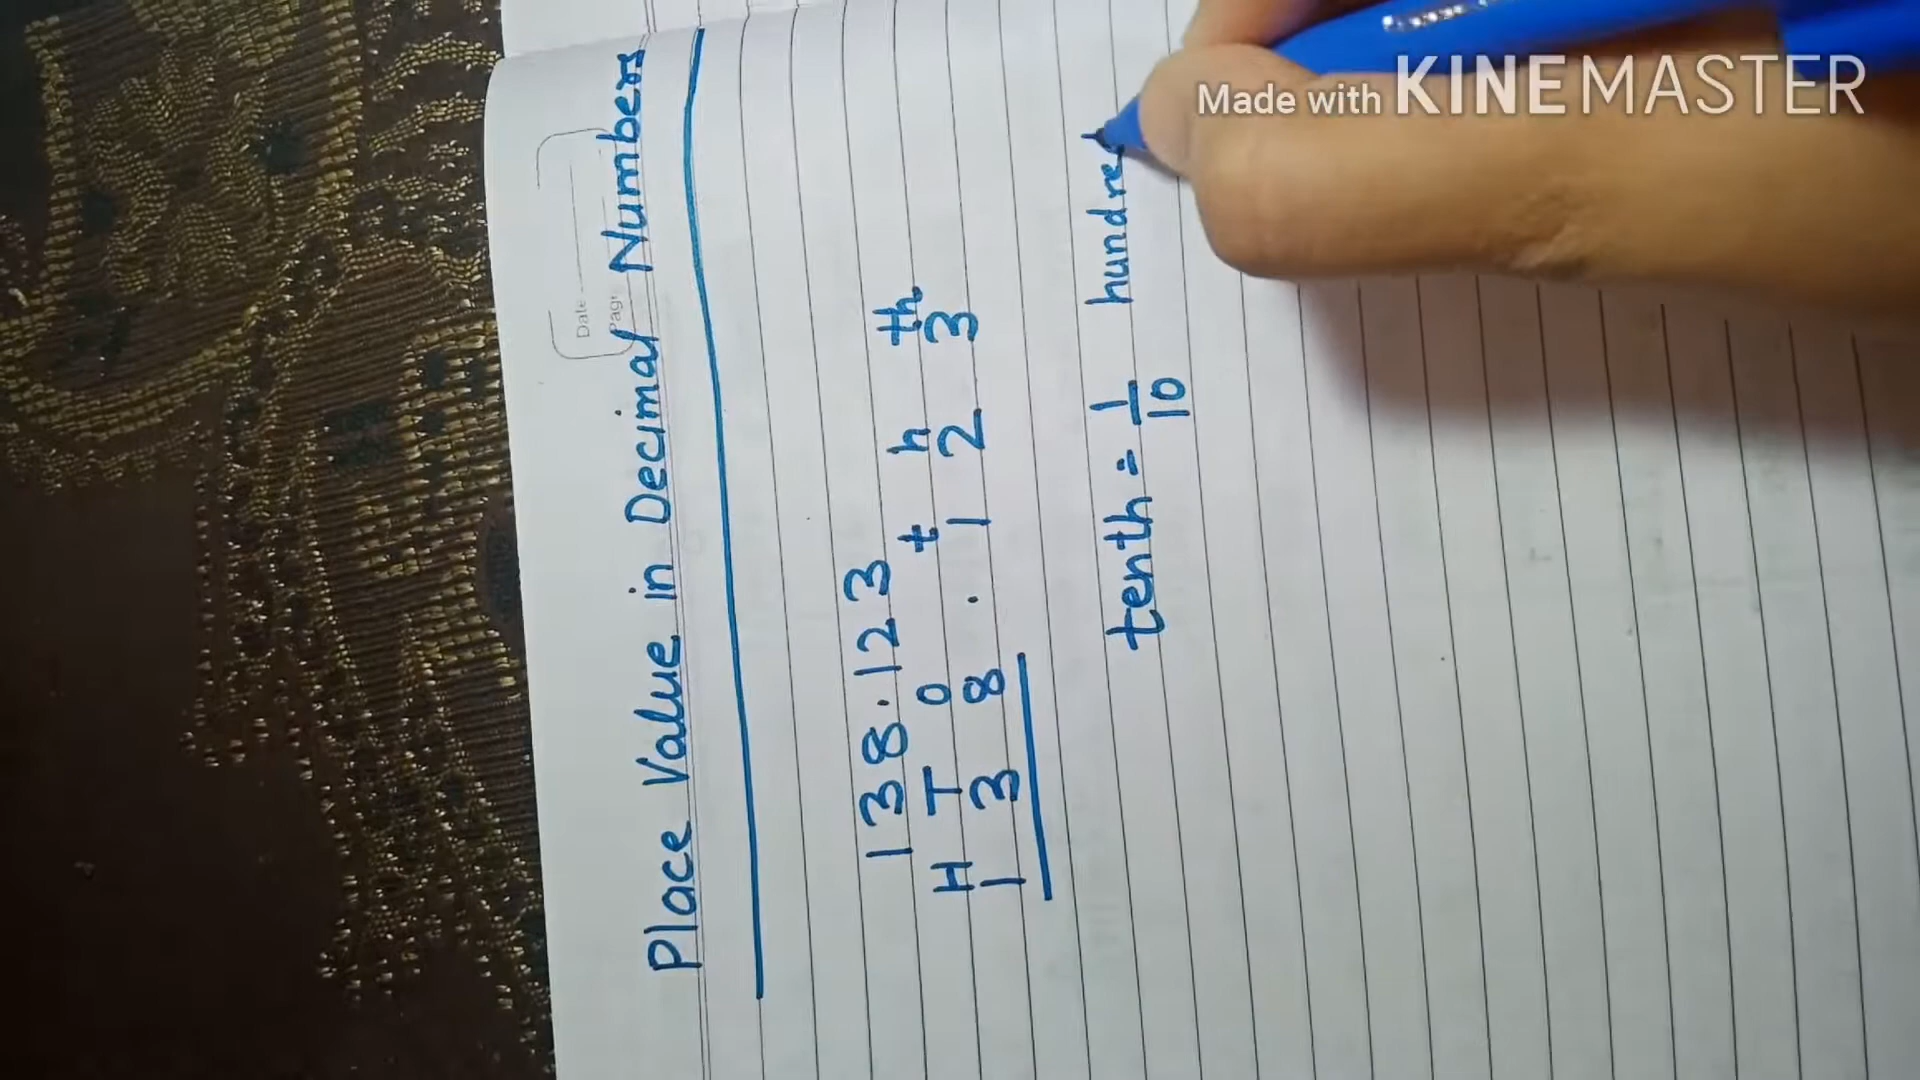 Made with KINEMASTER
Date
Page
Place Value in Decimal Numbers
138.123
H T O t h th
1 3 8 . 1 2 3
tenth = 1/10 hundre